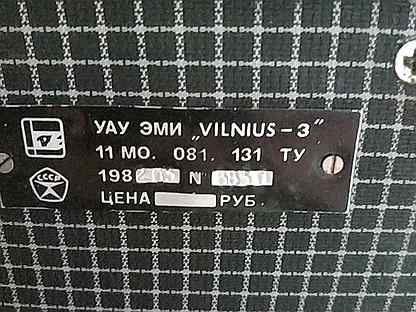 УАУ ЭМИ „VILNIUS-3"
11 МО. 081. 131 ТУ
198 N
ЦЕНА РУБ.
СССР